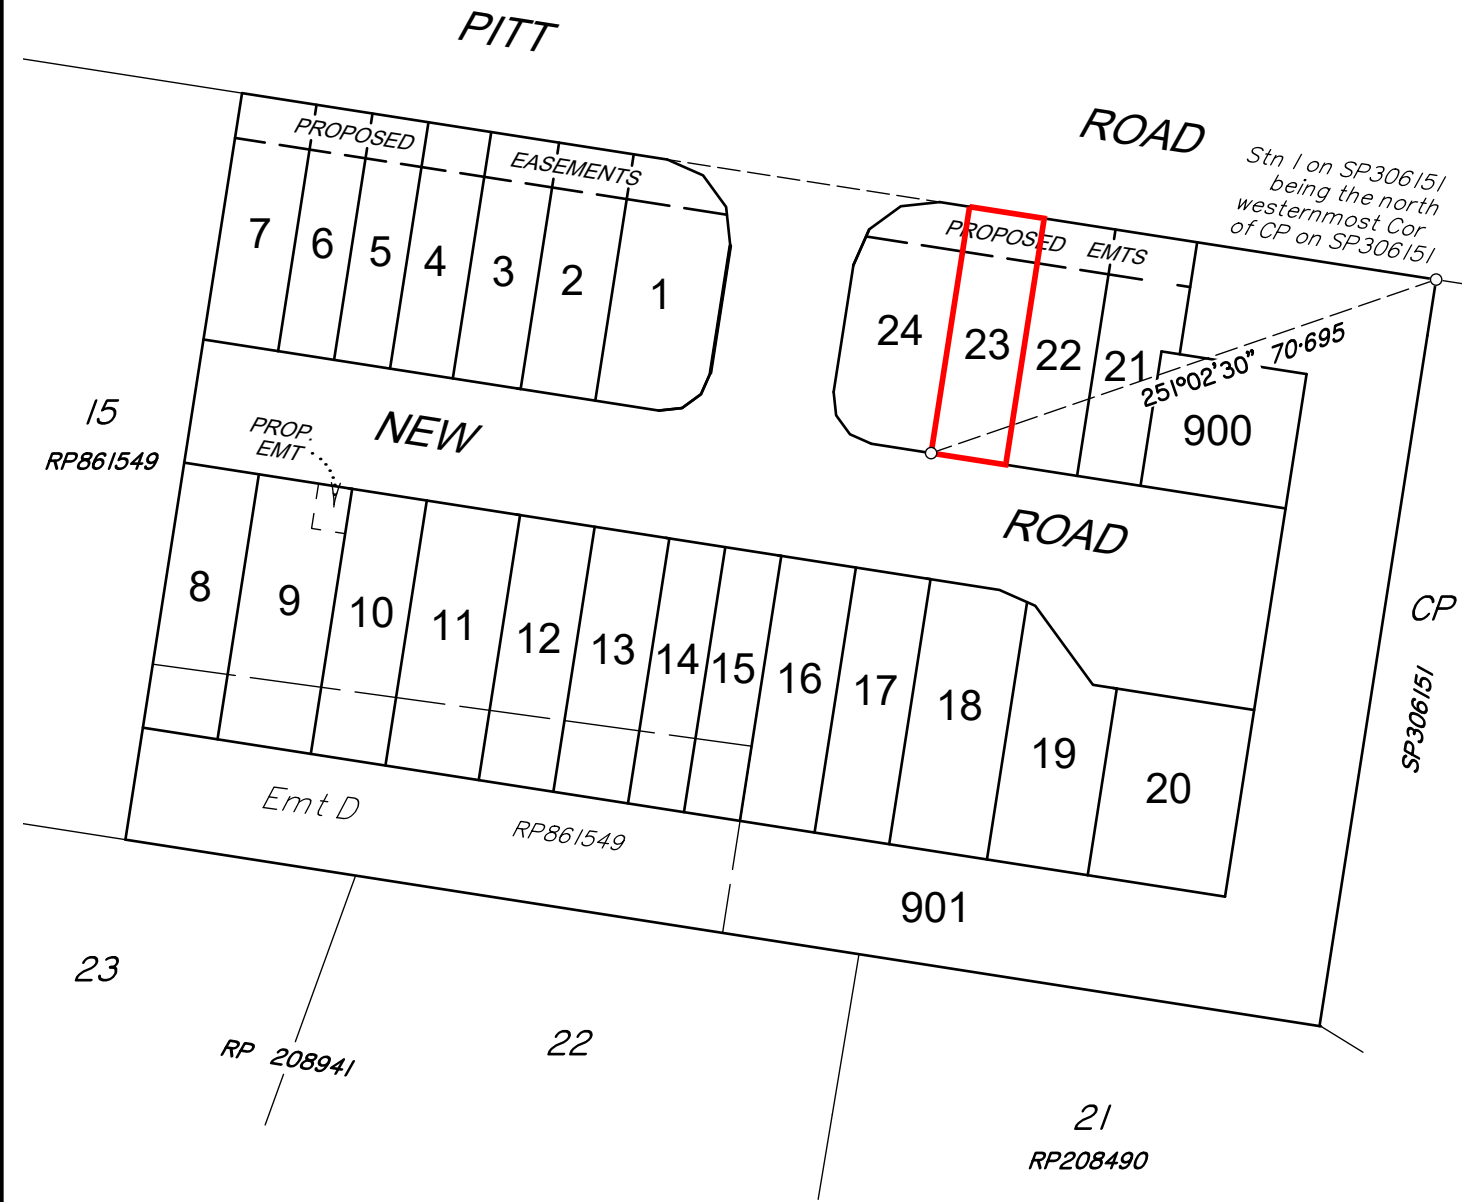 PITT
ROAD
Stn 1 on SP306151
being the north
westernmost Cor
of CP on SP306151
PROPOSED
EASEMENTS
PROPOSED EMTS
7
6
5
4
3
2
1
24
23
22
21
251°02'30" 70·695
900
15
RP861549
PROP.
EMT
NEW
ROAD
8
9
10
11
12
13
14
15
16
17
18
19
20
CP
SP306151
Emt D
RP861549
901
23
22
RP 208941
21
RP208490